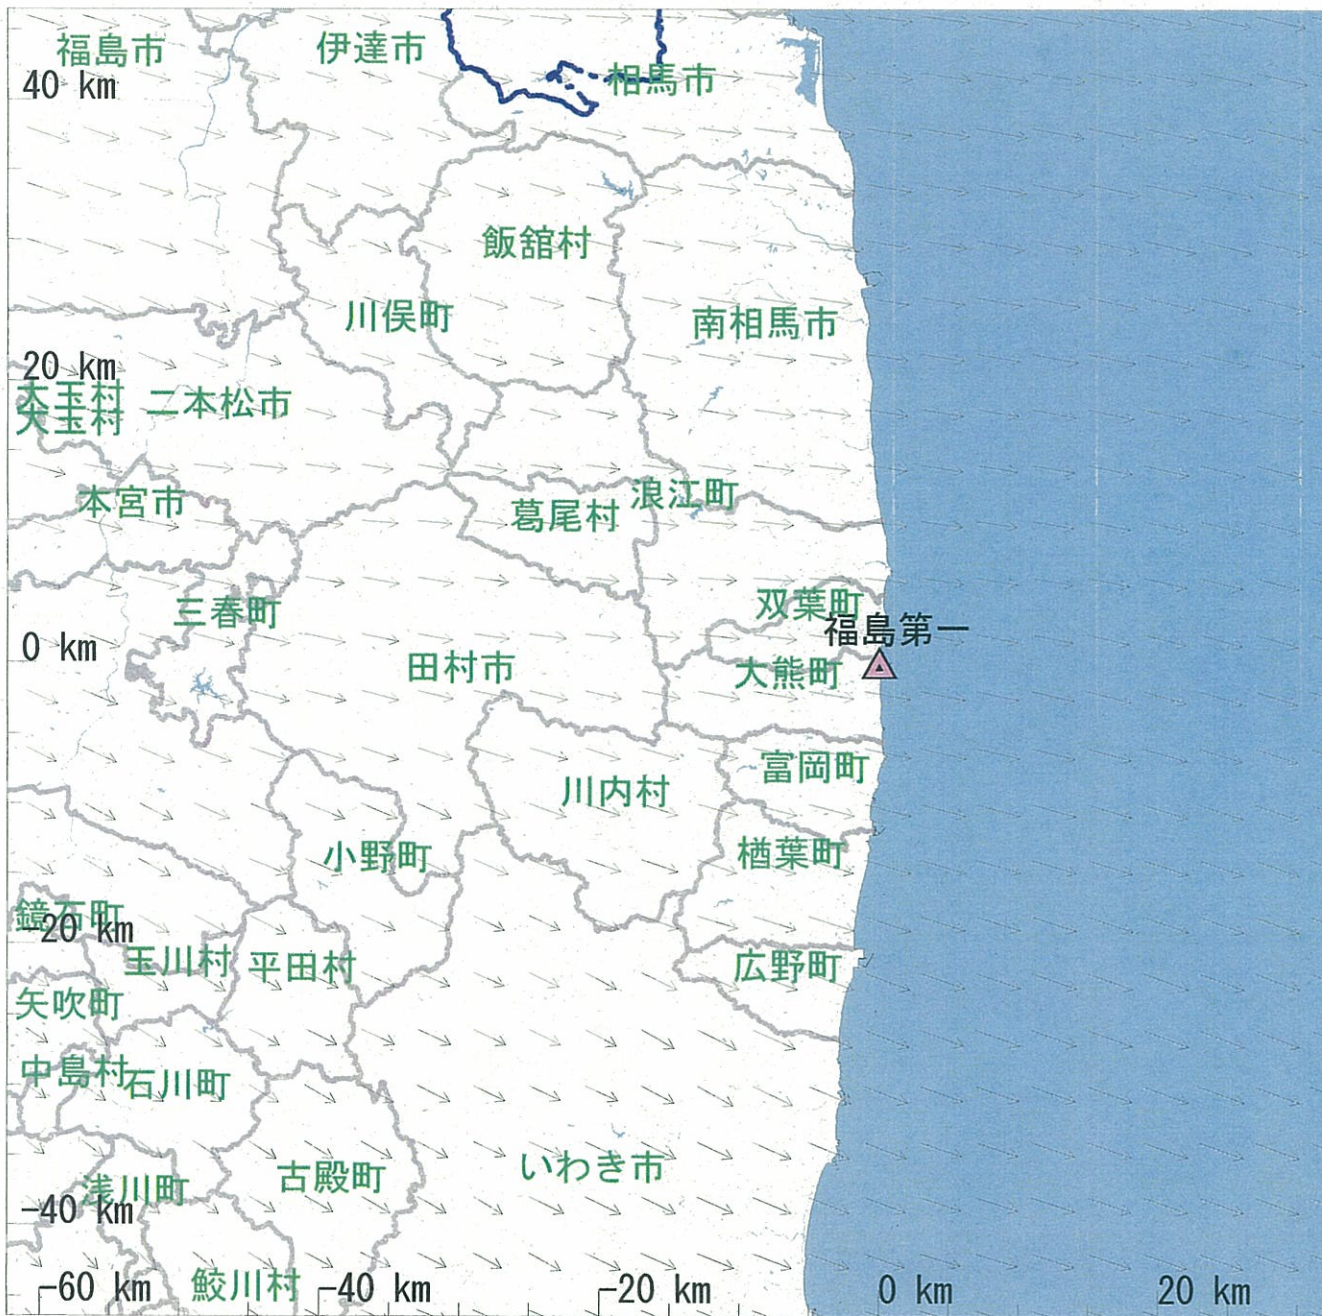 福島市
伊達市
40 km
相馬市
飯舘村
川俣町
南相馬市
20 km
大玉村
二本松市
大玉村
本宮市
浪江町
葛尾村
双葉町
三春町
福島第一
0 km
田村市
大熊町
富岡町
川内村
楢葉町
小野町
鏡石町
-20 km
玉川村
平田村
広野町
矢吹町
中島村
石川町
いわき市
古殿町
浅川町
-40 km
鮫川村
-60 km
-40 km
-20 km
0 km
20 km